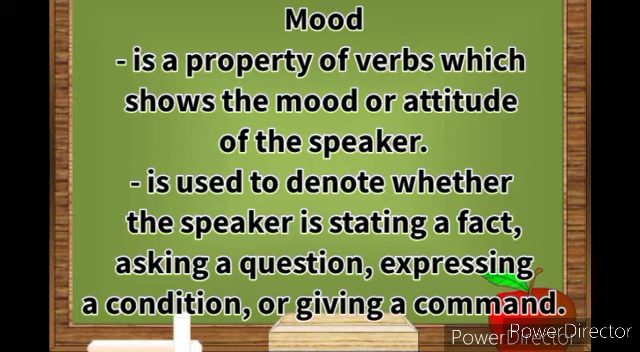 Mood
- is a property of verbs which
shows the mood or attitude
of the speaker.
- is used to denote whether
the speaker is stating a fact,
asking a question, expressing
a condition, or giving a command.
PowerDirector
PowerDirector